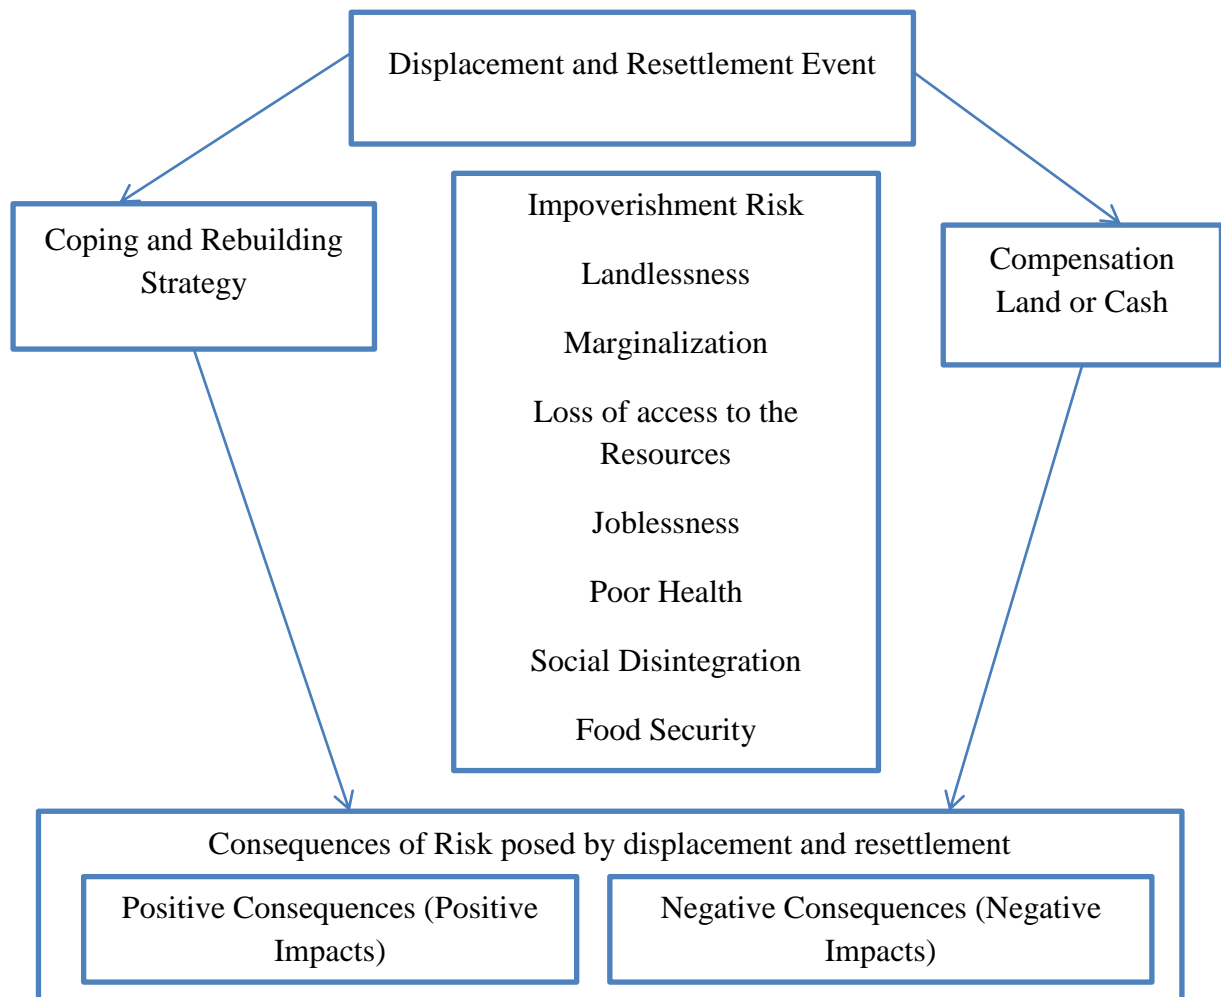 Displacement and Resettlement Event
Coping and Rebuilding
Strategy
Impoverishment Risk
Landlessness
Marginalization
Loss of access to the
Resources
Joblessness
Poor Health
Social Disintegration
Food Security
Compensation
Land or Cash
Consequences of Risk posed by displacement and resettlement
Positive Consequences (Positive
Impacts)
Negative Consequences (Negative
Impacts)